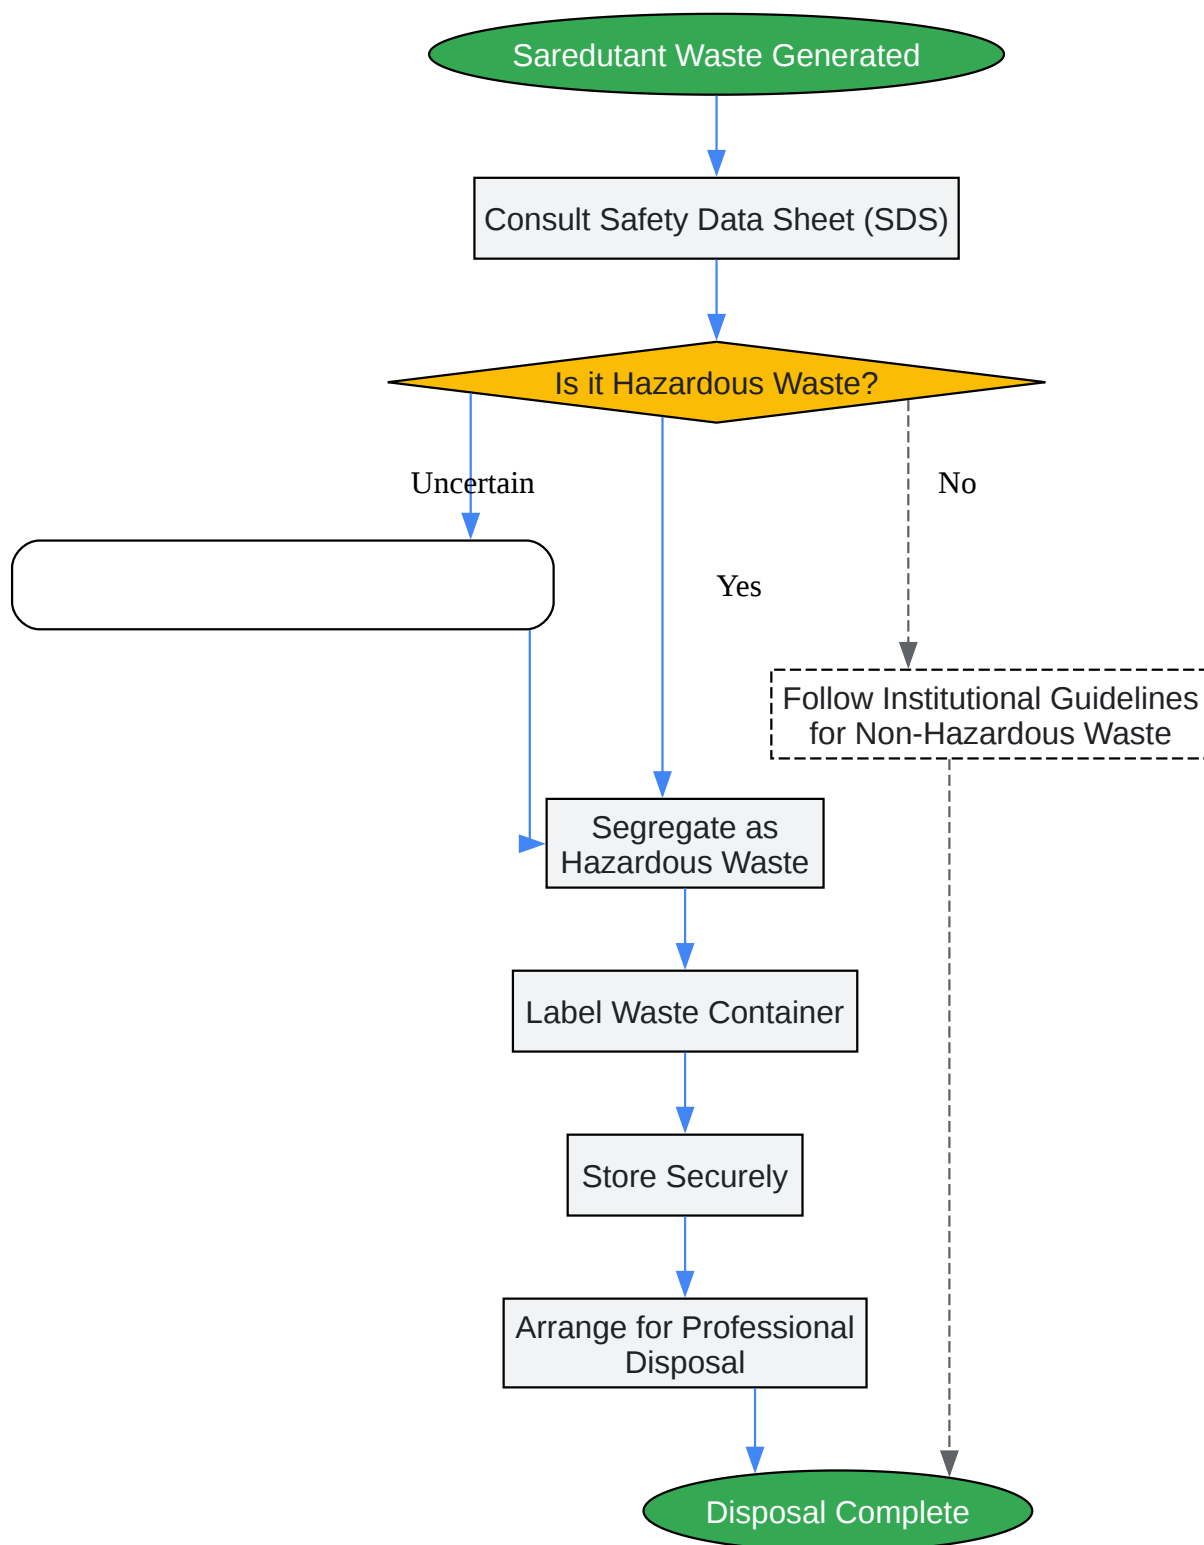 Saredutant Waste Generated
Consult Safety Data Sheet (SDS)
Is it Hazardous Waste?
Uncertain
No
Yes
Follow Institutional Guidelines
for Non-Hazardous Waste
Segregate as
Hazardous Waste
Label Waste Container
Store Securely
Arrange for Professional
Disposal
Disposal Complete